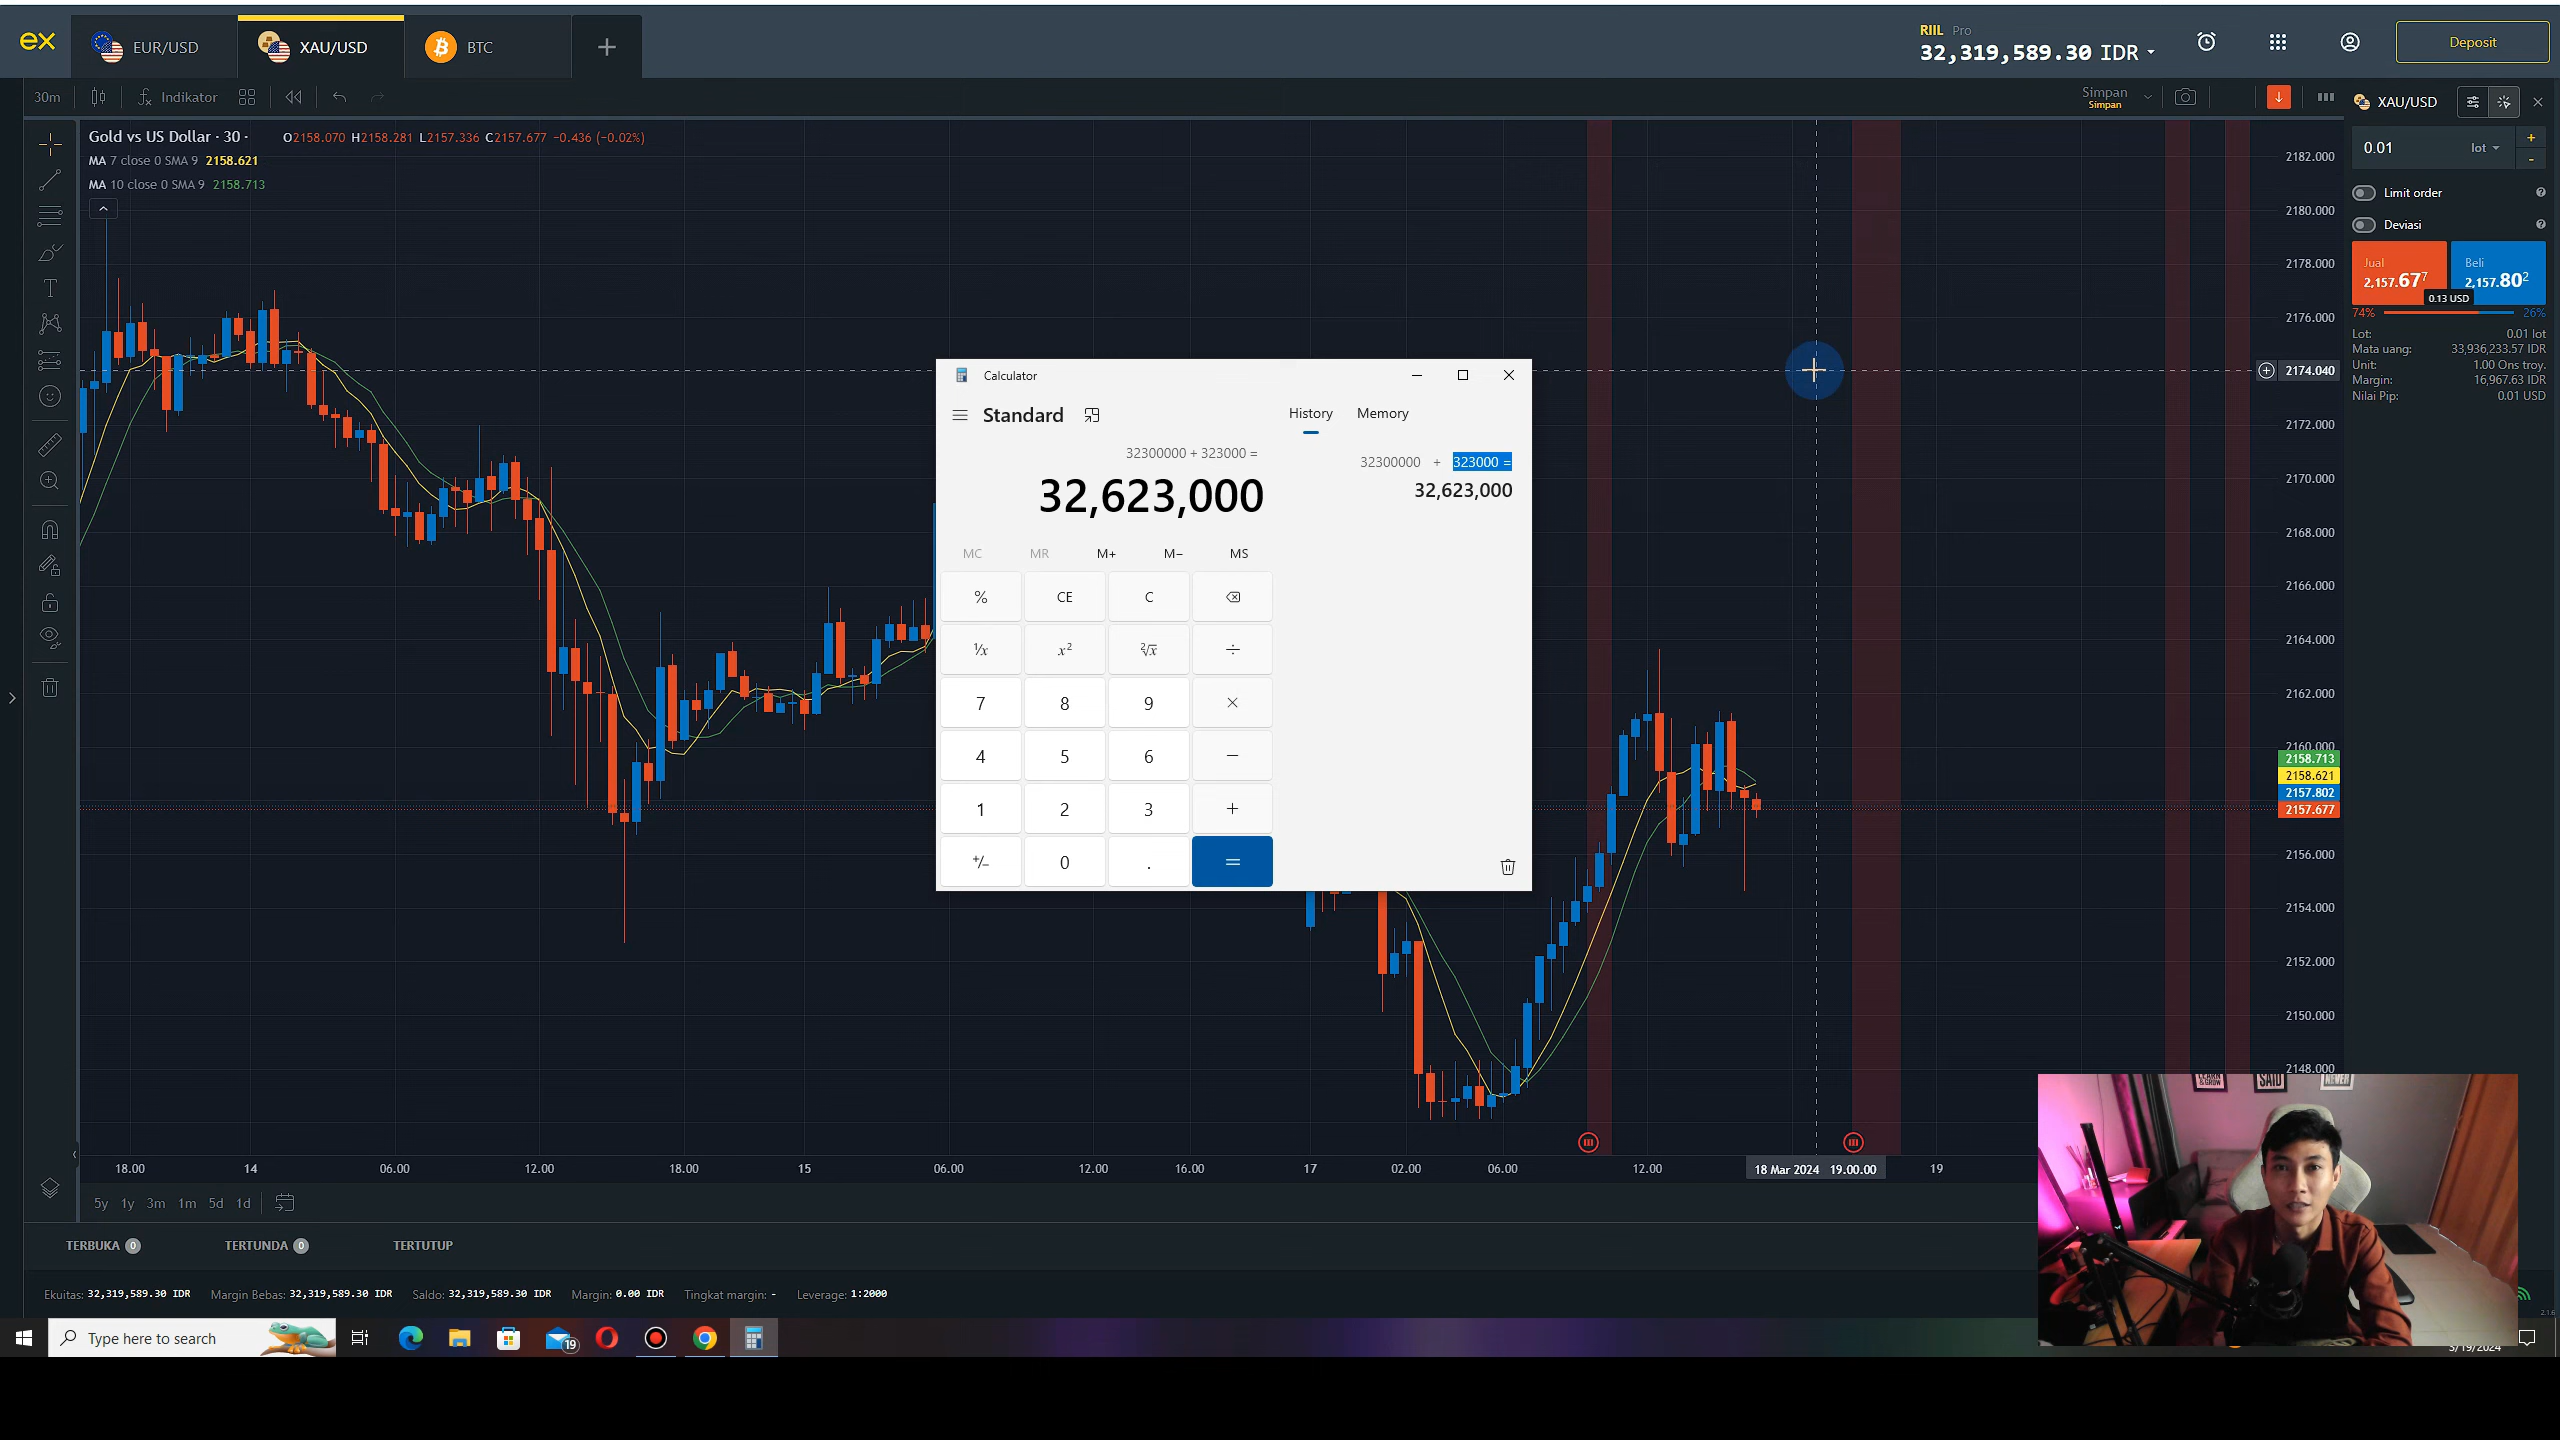 ex EUR/USD XAU/USD BTC +
RIIL Pro
32,319,589.30 IDR
Deposit
30m Indikator
Simpan
Simpan
XAU/USD
Gold vs US Dollar · 30 · O2158.070 H2158.281 L2157.336 C2157.677 −0.436 (−0.02%)
MA 7 close 0 SMA 9 2158.621
MA 10 close 0 SMA 9 2158.713
0.01 lot + -
Limit order
Deviasi
Jual
2,157.67⁷
Beli
2,157.80²
0.13 USD
74% 26%
Lot: 0.01 lot
Mata uang: 33,936,233.57 IDR
Unit: 1.00 Ons troy.
Margin: 16,967.63 IDR
Nilai Pip: 0.01 USD
2182.000
2180.000
2178.000
2176.000
2174.040
2172.000
2170.000
2168.000
2166.000
2164.000
2162.000
2160.000
2158.713
2158.621
2157.802
2157.677
2156.000
2154.000
2152.000
2150.000
2148.000
Calculator
Standard
History Memory
32300000 + 323000 =
32,623,000
32300000 + 323000 =
32,623,000
MC MR M+ M− MS
% CE C
¹/x x² ²√x ÷
7 8 9 ×
4 5 6 −
1 2 3 +
+/− 0 . =
18.00 14 06.00 12.00 18.00 15 06.00 12.00 16.00 17 02.00 06.00 12.00 18 Mar 2024 19.00.00 19
5y 1y 3m 1m 5d 1d
TERBUKA 0 TERTUNDA 0 TERTUTUP
Ekuitas: 32,319,589.30 IDR Margin Bebas: 32,319,589.30 IDR Saldo: 32,319,589.30 IDR Margin: 0.00 IDR Tingkat margin: - Leverage: 1:2000
LEARN & GROW
SAID
NEVER
Type here to search
19
3/19/2024